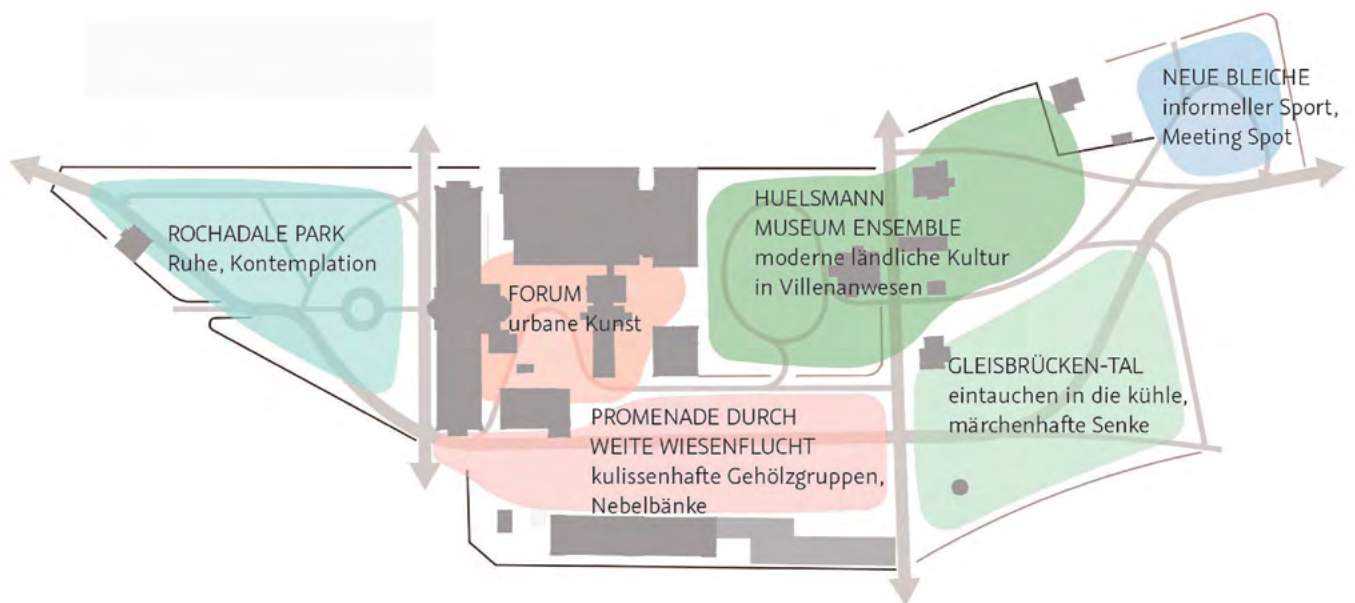 ROCHADALE PARK
Ruhe, Kontemplation
FORUM
urbane Kunst
PROMENADE DURCH
WEITE WIESENFLUCHT
kulissenhafte Gehölzgruppen,
Nebelbänke
HUELSMANN
MUSEUM ENSEMBLE
moderne ländliche Kultur
in Villenanwesen
NEUE BLEICHE
informeller Sport,
Meeting Spot
GLEISBRÜCKEN-TAL
eintauchen in die kühle,
märchenhafte Senke